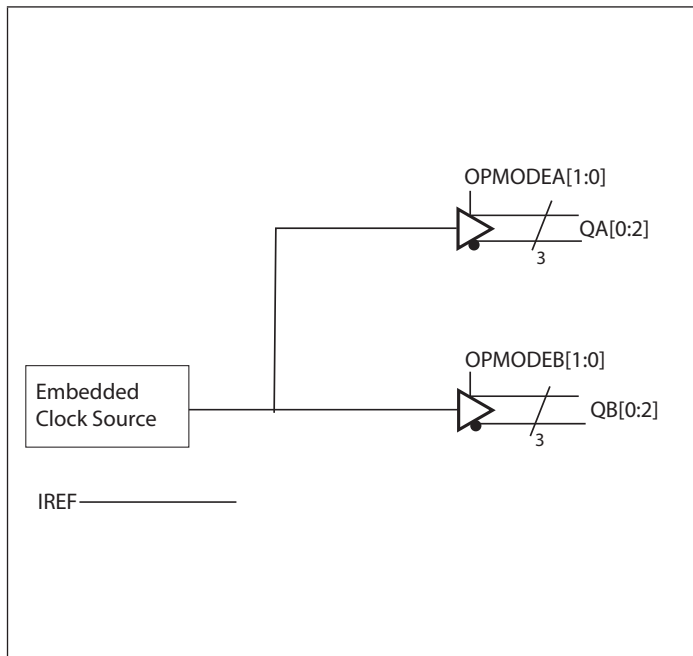 OPMODEA[1:0]
QA[0:2]
3
OPMODEB[1:0]
Embedded
Clock Source
QB[0:2]
3
IREF